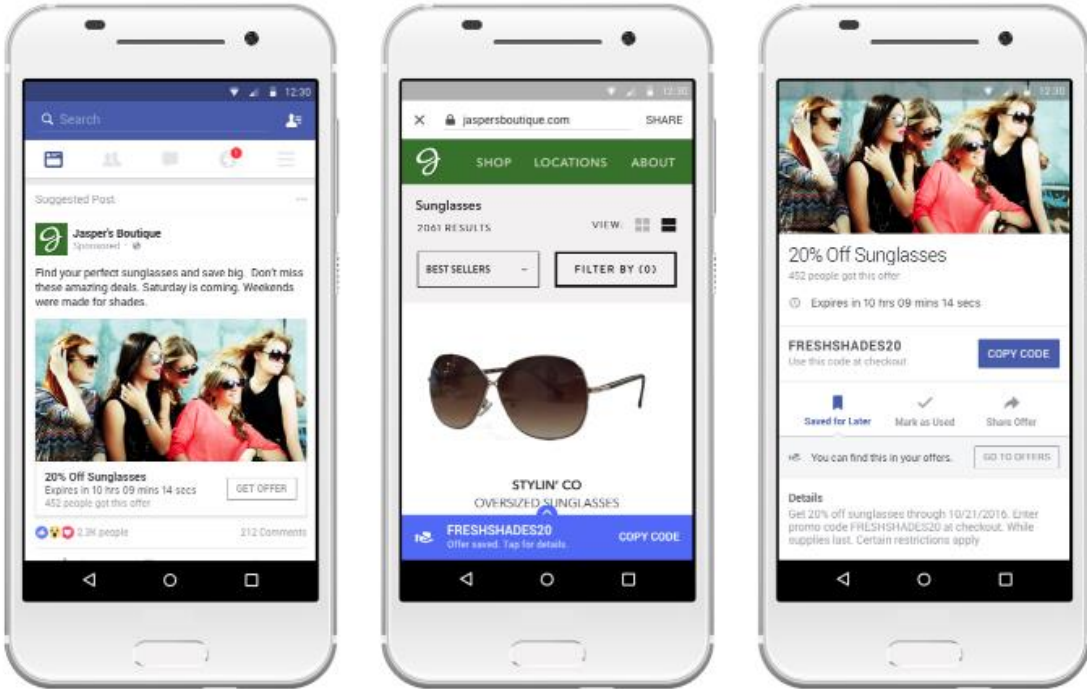 12:30
Search
1
Suggested Post
Jasper's Boutique
Sponsored
Find your perfect sunglasses and save big. Don't miss
these amazing deals. Saturday is coming. Weekends
were made for shades.
20% Off Sunglasses
Expires in 10 hrs 09 mins 14 secs
452 people got this offer
GET OFFER
2.3K people
212 Comments
12:30
jaspersboutique.com
SHARE
SHOP LOCATIONS ABOUT
Sunglasses
2061 RESULTS
VIEW:
BEST SELLERS
FILTER BY (0)
STYLIN' CO
OVERSIZED SUNGLASSES
FRESHSHADES20
Offer saved. Tap for details.
COPY CODE
12:30
20% Off Sunglasses
452 people got this offer
Expires in 10 hrs 09 mins 14 secs
FRESHSHADES20
Use this code at checkout
COPY CODE
Saved for Later
Mark as Used
Share Offer
You can find this in your offers.
GO TO OFFERS
Details
Get 20% off sunglasses through 10/21/2016. Enter
promo code FRESHSHADES20 at checkout. While
supplies last. Certain restrictions apply